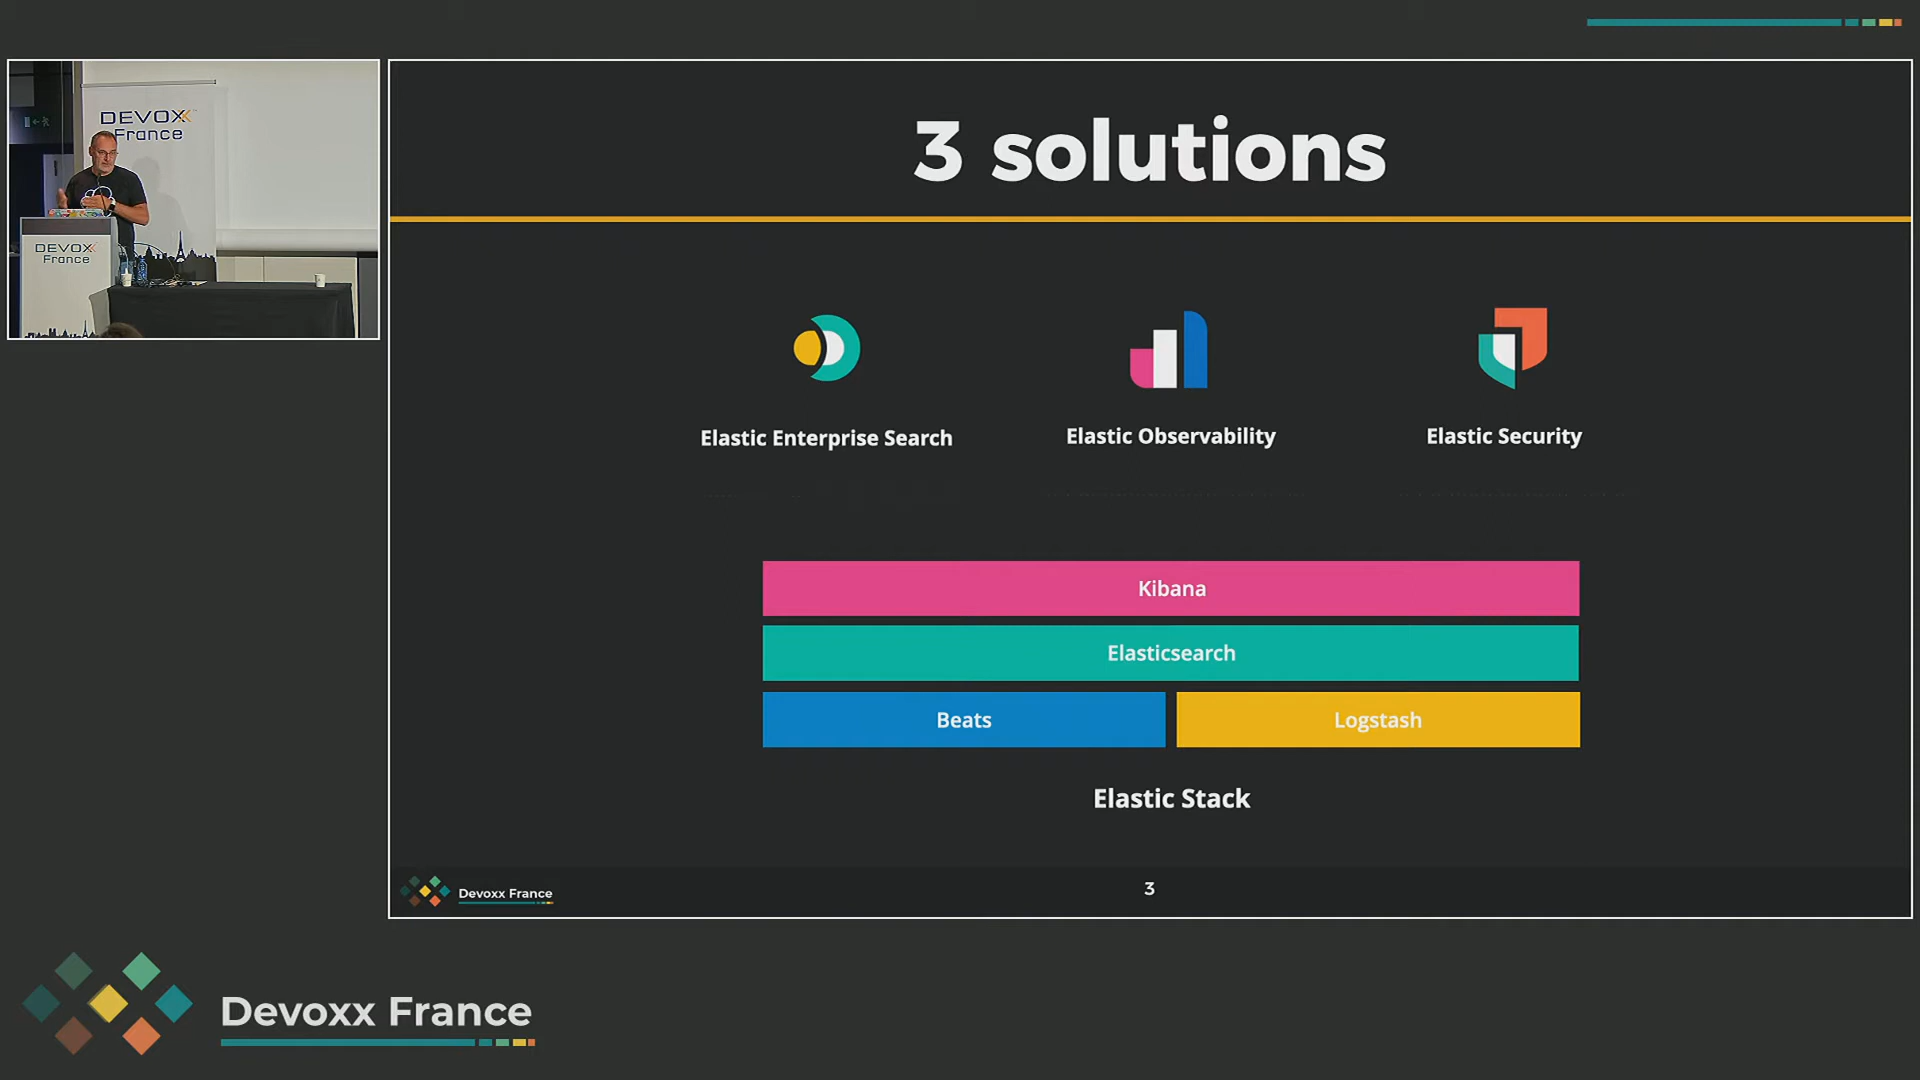 DEVOXX
France
DEVOXX
France
3 solutions
Elastic Enterprise Search
Elastic Observability
Elastic Security
Kibana
Elasticsearch
Beats
Logstash
Elastic Stack
Devoxx France
3
Devoxx France